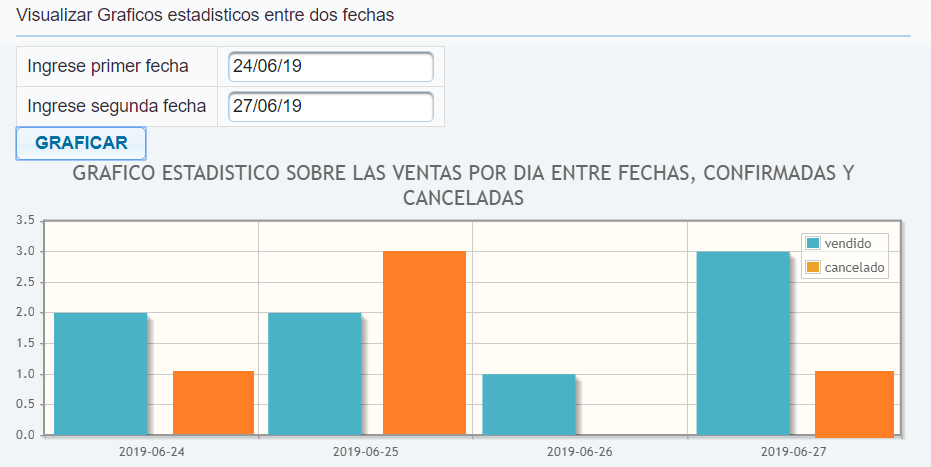 Visualizar Graficos estadisticos entre dos fechas
Ingrese primer fecha 24/06/19
Ingrese segunda fecha 27/06/19
GRAFICAR
GRAFICO ESTADISTICO SOBRE LAS VENTAS POR DIA ENTRE FECHAS, CONFIRMADAS Y
CANCELADAS
3.5
3.0
2.5
2.0
1.5
1.0
0.5
0.0
vendido
cancelado
2019-06-24 2019-06-25 2019-06-26 2019-06-27